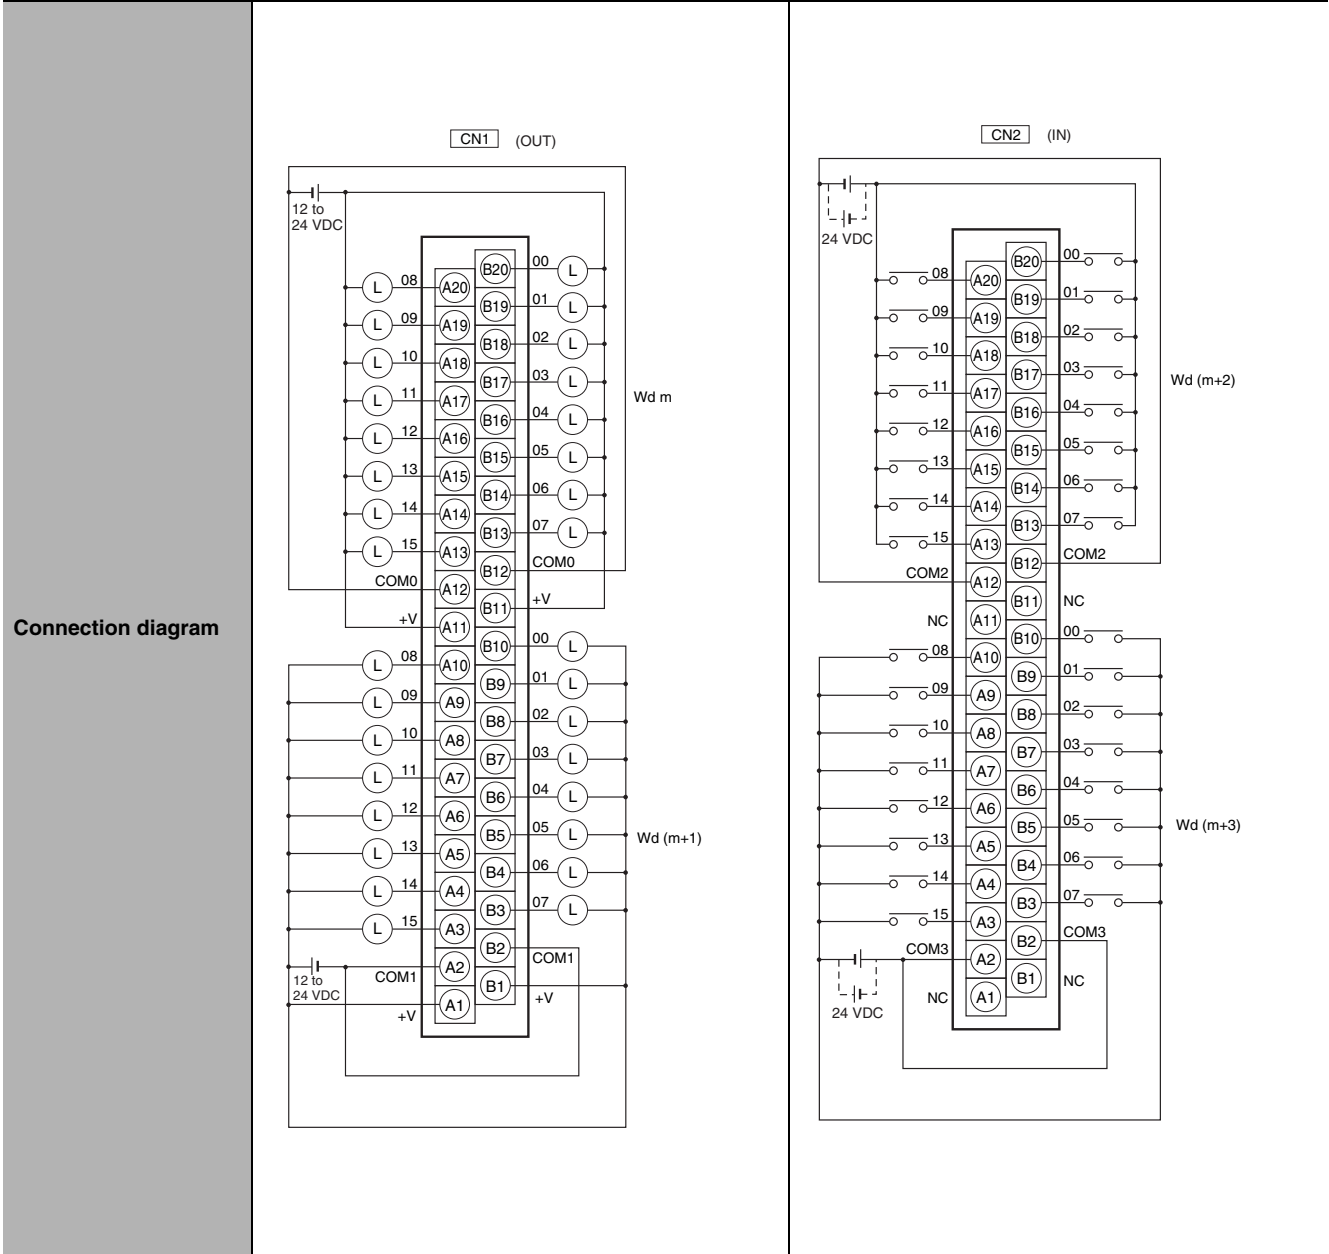 Connection diagram
CN1 (OUT)
12 to
24 VDC
B20 00 L
L 08 A20
B19 01 L
L 09 A19
B18 02 L
L 10 A18
B17 03 L
L 11 A17
Wd m
B16 04 L
L 12 A16
B15 05 L
L 13 A15
B14 06 L
L 14 A14
B13 07 L
L 15 A13
B12 COM0
COM0 A12
B11 +V
+V A11
B10 00 L
L 08 A10
B9 01 L
L 09 A9
B8 02 L
L 10 A8
B7 03 L
L 11 A7
B6 04 L
L 12 A6
B5 05 L
Wd (m+1)
L 13 A5
B4 06 L
L 14 A4
B3 07 L
L 15 A3
B2 COM1
COM1 A2
12 to
24 VDC
B1 +V
+V A1
CN2 (IN)
24 VDC
B20 00
08 A20
B19 01
09 A19
B18 02
10 A18
B17 03
Wd (m+2)
11 A17
B16 04
12 A16
B15 05
13 A15
B14 06
14 A14
B13 07
15 A13
B12 COM2
COM2 A12
B11 NC
NC A11
B10 00
08 A10
B9 01
09 A9
B8 02
10 A8
B7 03
11 A7
B6 04
12 A6
B5 05
Wd (m+3)
13 A5
B4 06
14 A4
B3 07
15 A3
B2 COM3
COM3 A2
B1 NC
NC A1
24 VDC